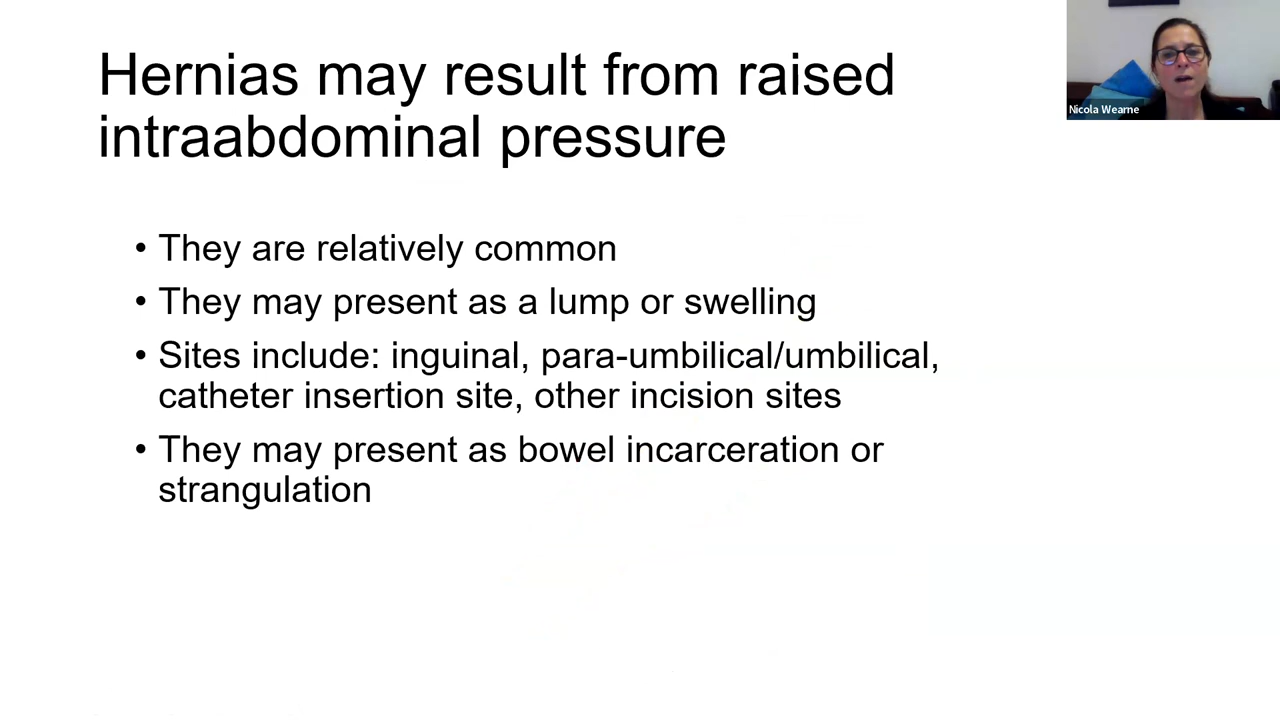 Hernias may result from raised
intraabdominal pressure
Nicola Wearne
• They are relatively common
• They may present as a lump or swelling
• Sites include: inguinal, para-umbilical/umbilical,
catheter insertion site, other incision sites
• They may present as bowel incarceration or
strangulation